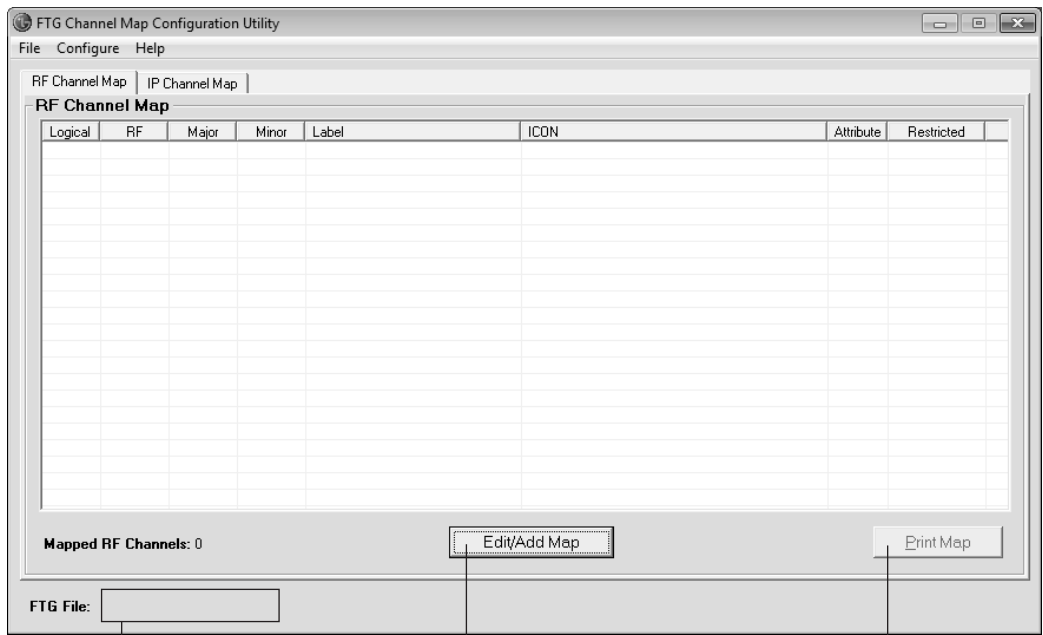 FTG Channel Map Configuration Utility
File Configure Help
RF Channel Map IP Channel Map
RF Channel Map
Logical RF Major Minor Label ICON Attribute Restricted
Mapped RF Channels: 0 Edit/Add Map Print Map
FTG File: